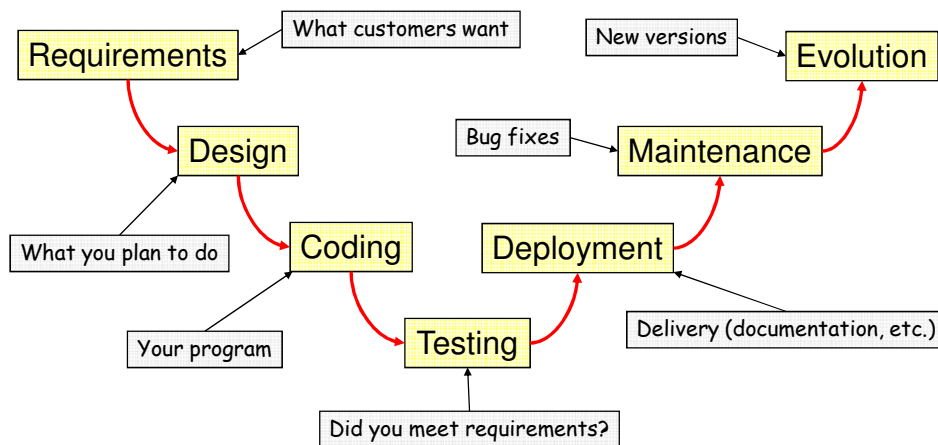 What customers want
Requirements
New versions
Evolution
Bug fixes
Maintenance
Design
What you plan to do
Coding
Deployment
Your program
Testing
Delivery (documentation, etc.)
Did you meet requirements?